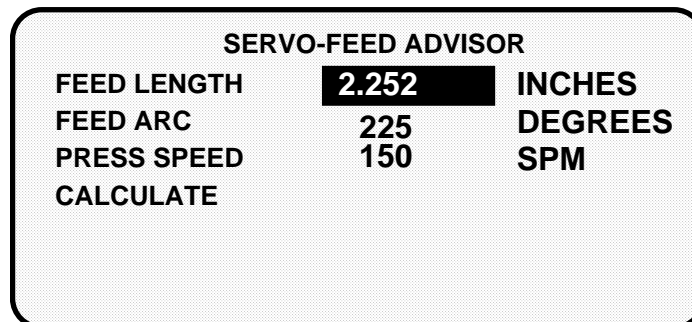 SERVO-FEED ADVISOR
FEED LENGTH 2.252 INCHES
FEED ARC 225 DEGREES
PRESS SPEED 150 SPM
CALCULATE